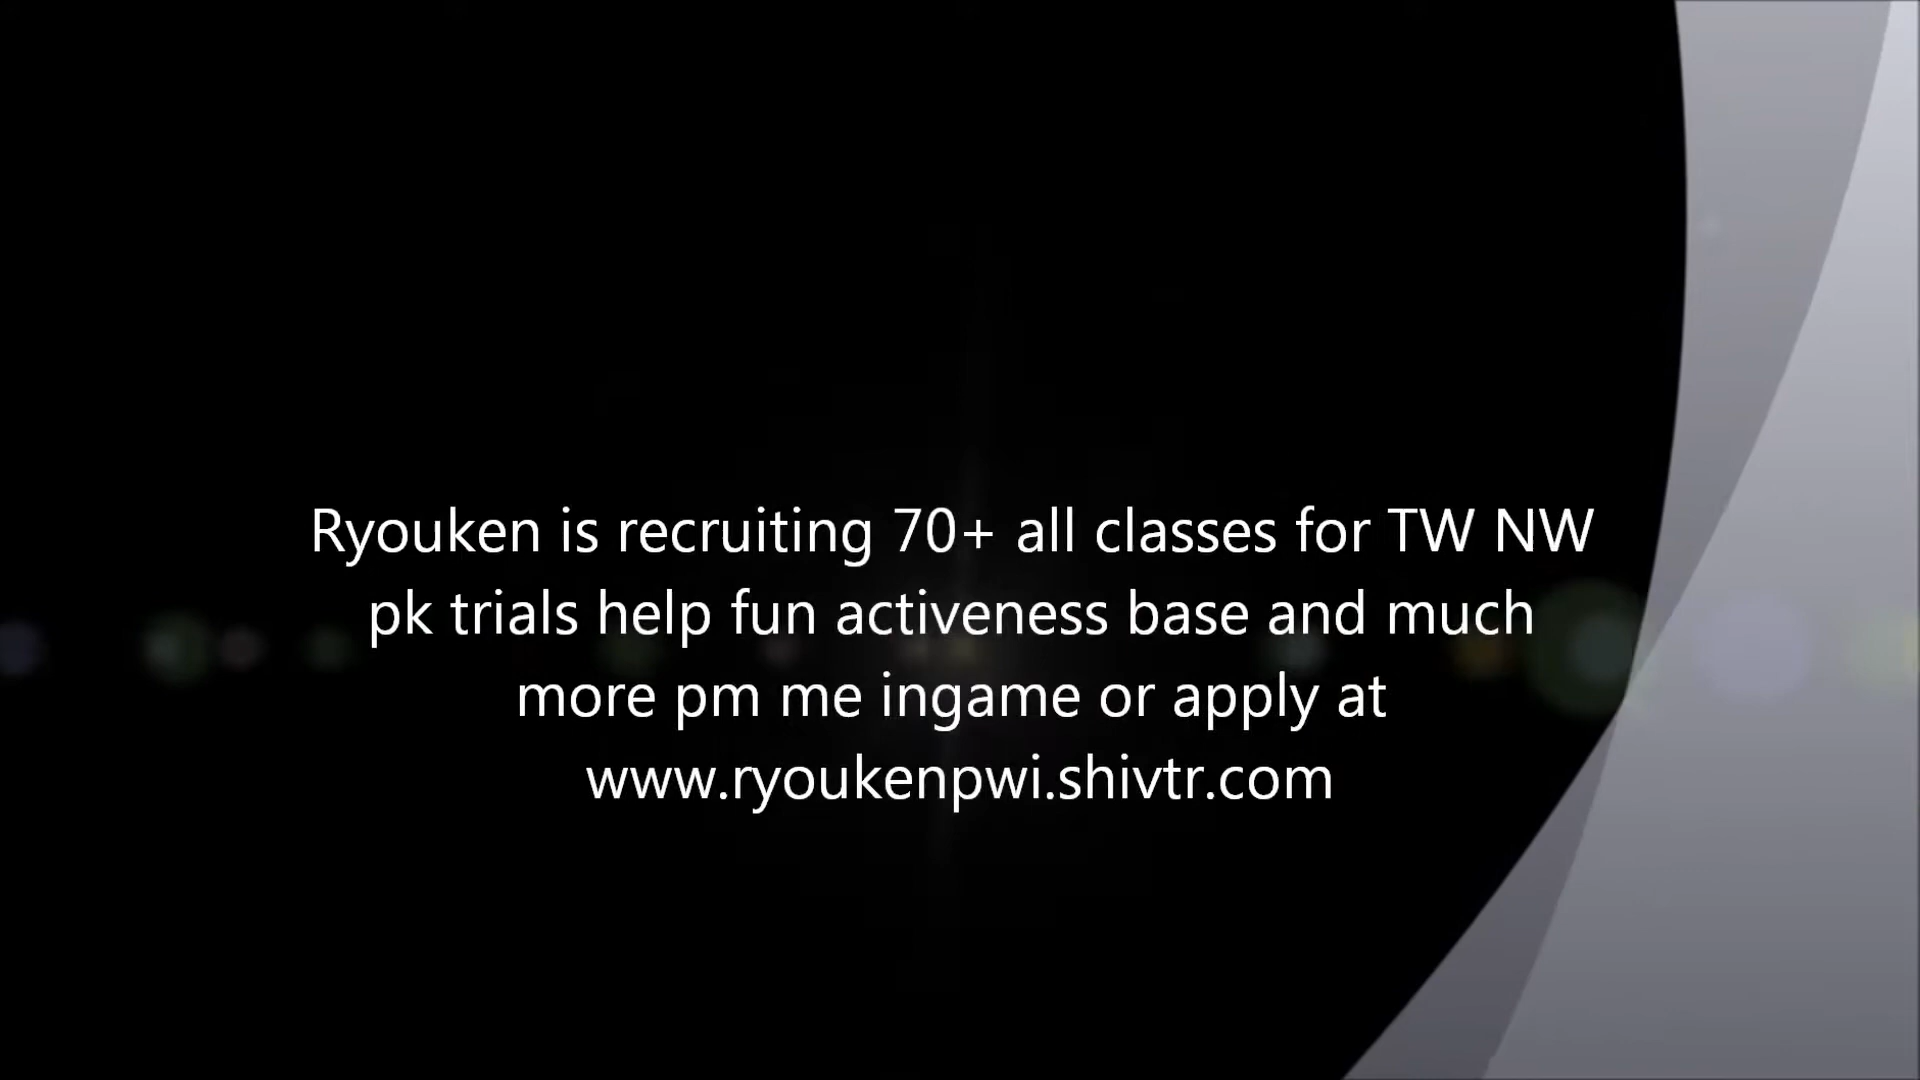 Ryouken is recruiting 70+ all classes for TW NW
pk trials help fun activeness base and much
more pm me ingame or apply at
www.ryoukenpwi.shivtr.com